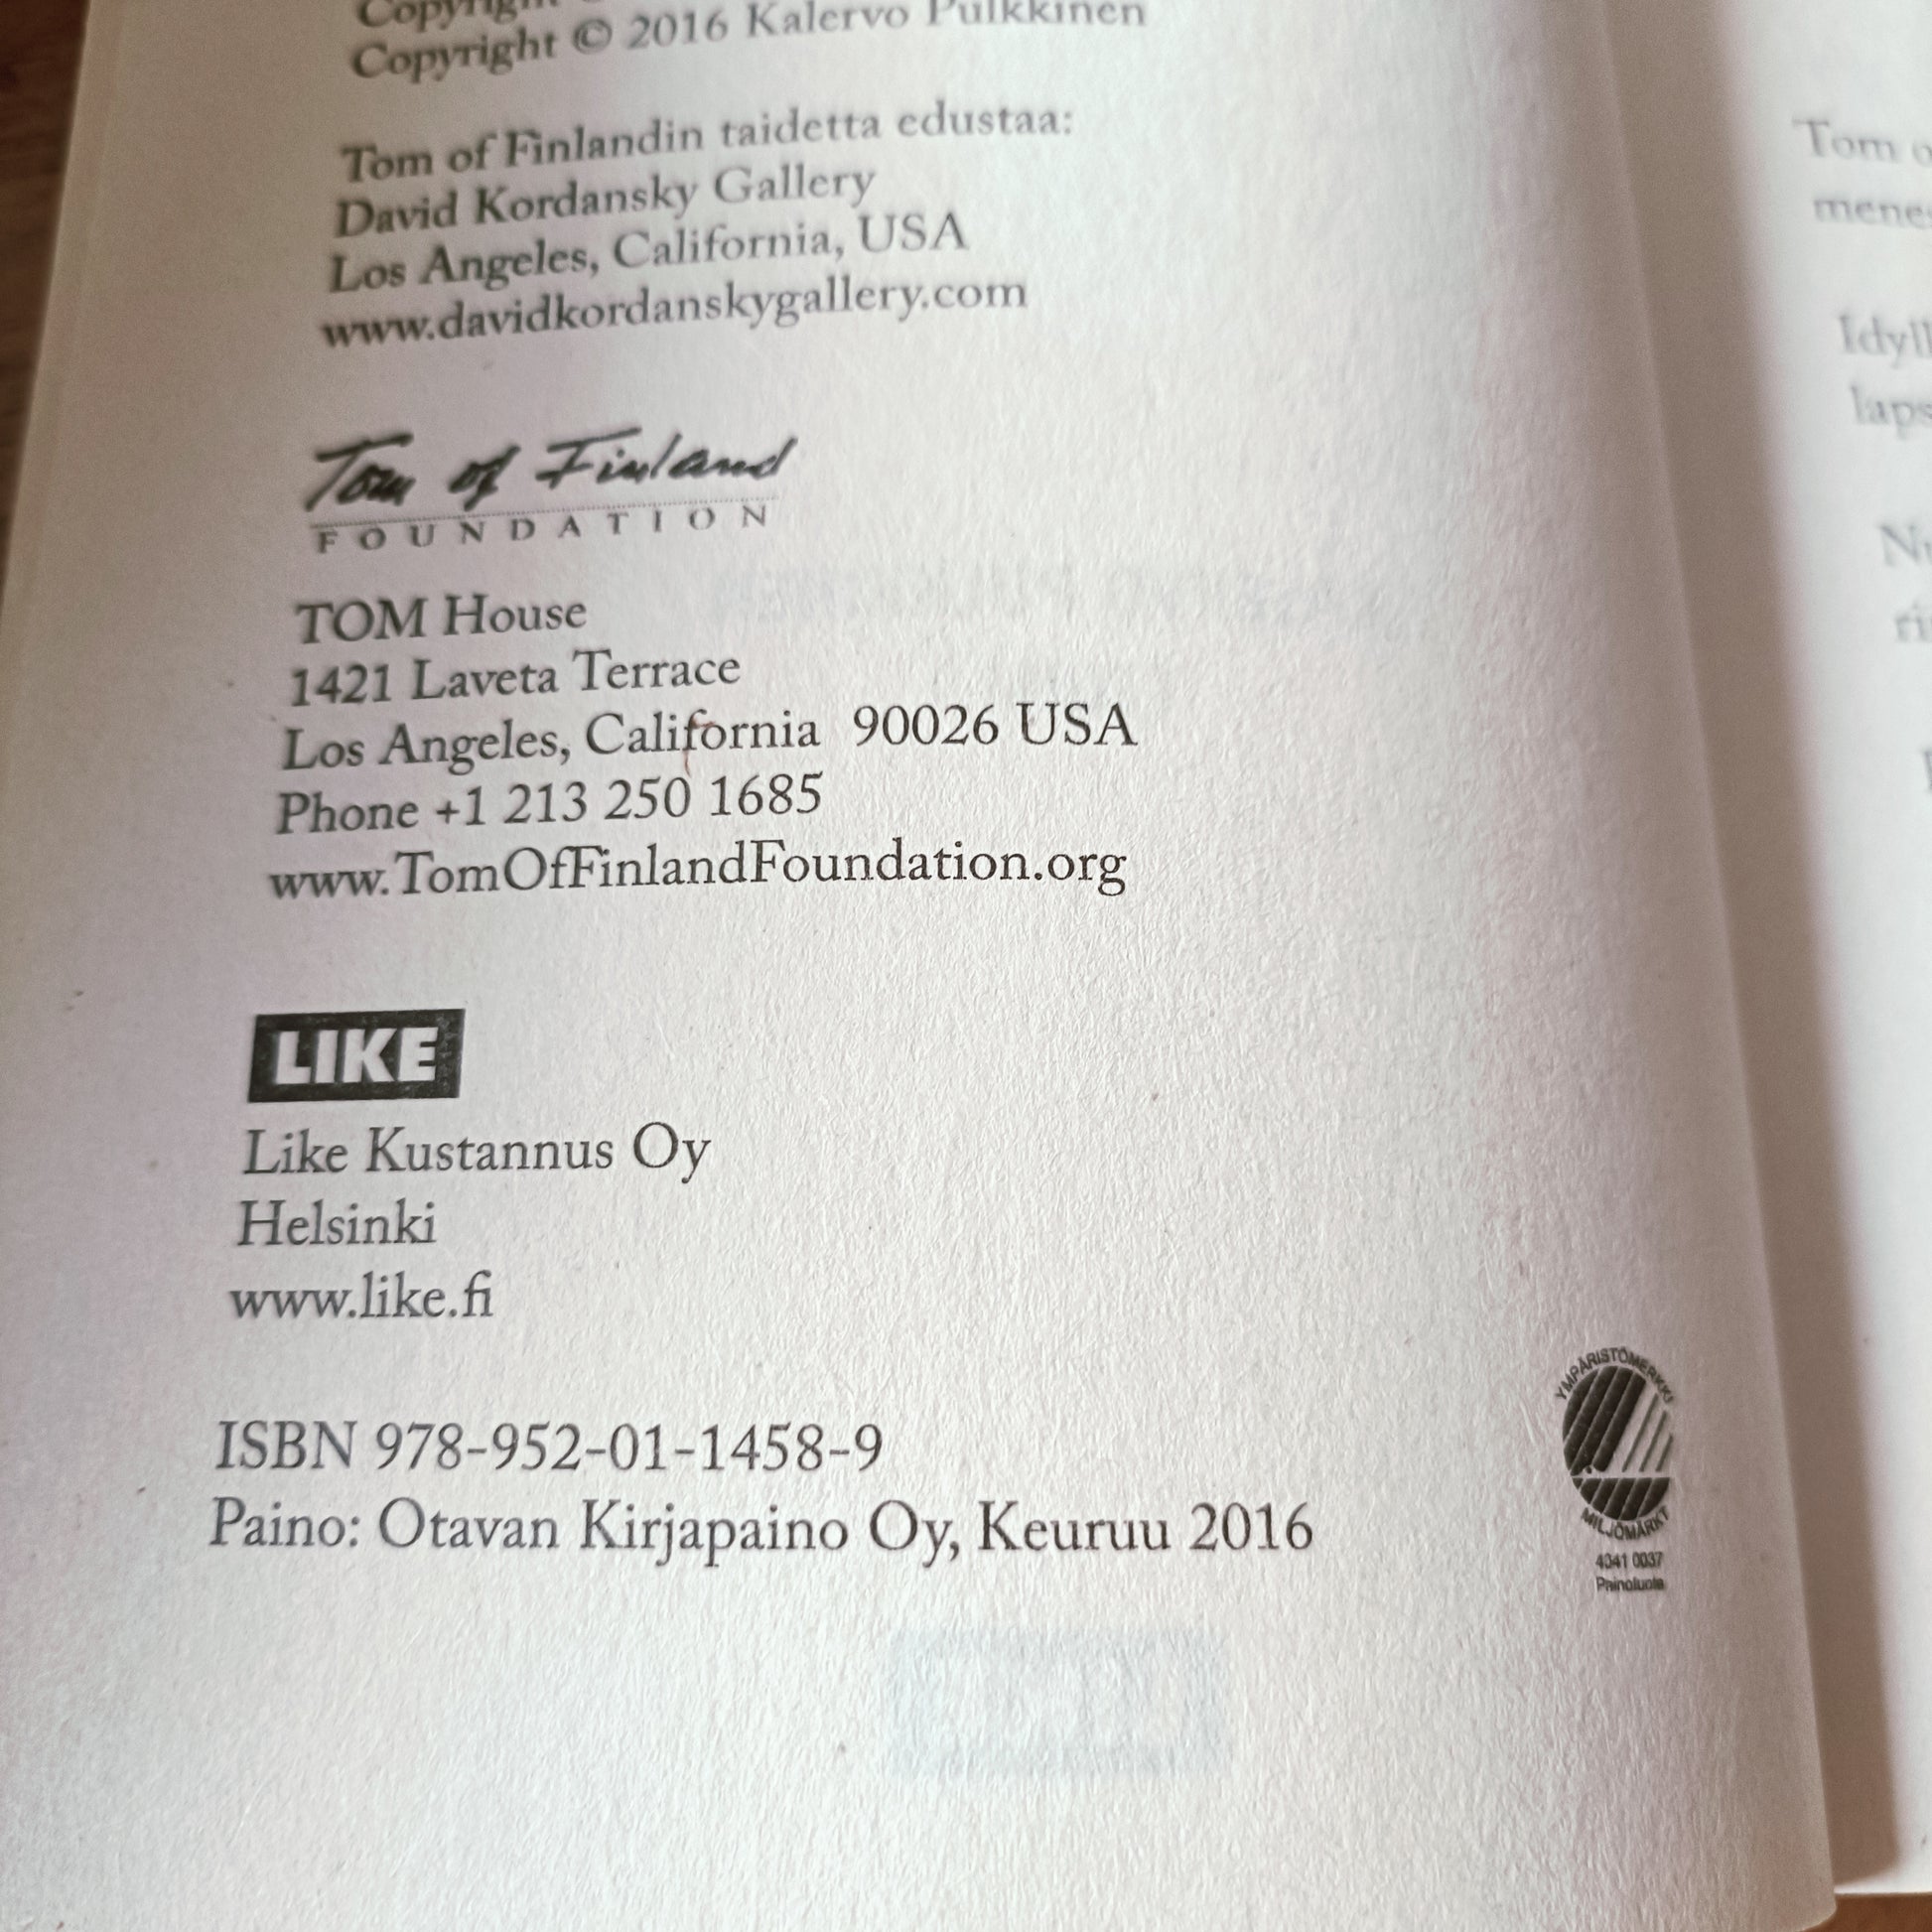 Copyright ©
Copyright © 2016 Kalervo Pulkkinen
Tom of Finlandin taidetta edustaa:
David Kordansky Gallery
Los Angeles, California, USA
www.davidkordanskygallery.com
Tom of Finland
FOUNDATION
TOM House
1421 Laveta Terrace
Los Angeles, California 90026 USA
Phone +1 213 250 1685
www.TomOfFinlandFoundation.org
LIKE
Like Kustannus Oy
Helsinki
www.like.fi
ISBN 978-952-01-1458-9
Paino: Otavan Kirjapaino Oy, Keuruu 2016
YMPÄRISTÖMERKKI
MILJÖMÄRKT
4041 0037
Painotuote
Tom